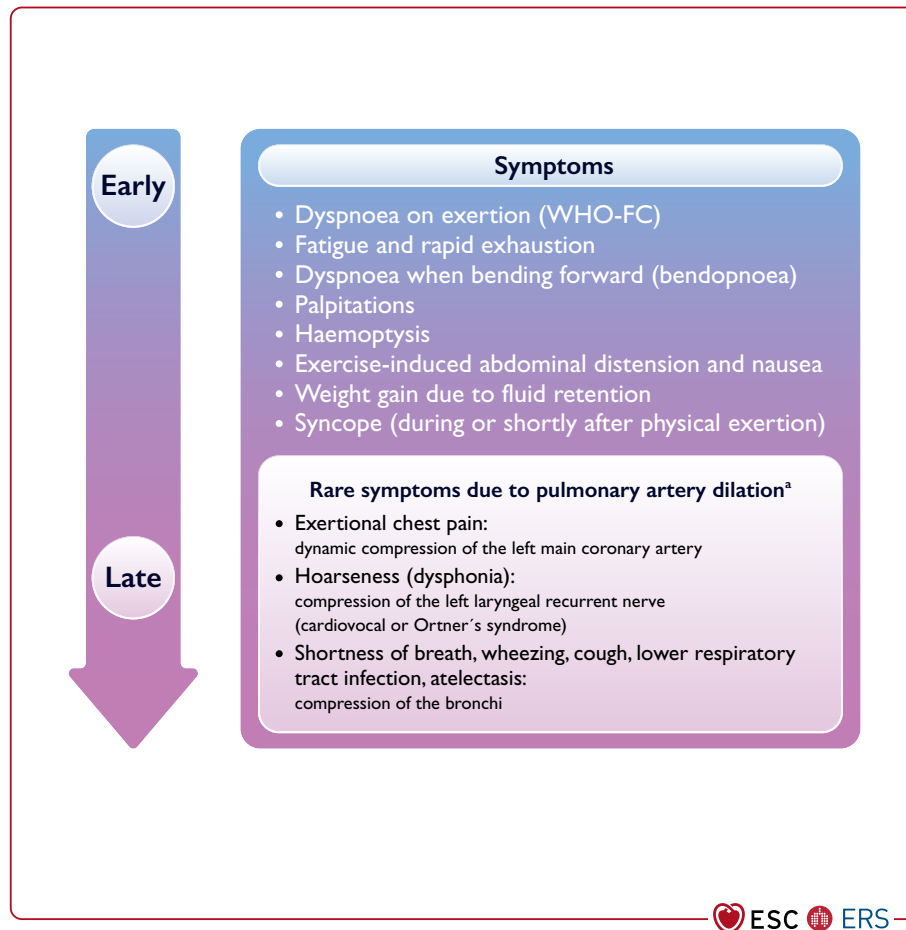 Early
Symptoms
• Dyspnoea on exertion (WHO-FC)
• Fatigue and rapid exhaustion
• Dyspnoea when bending forward (bendopnoea)
• Palpitations
• Haemoptysis
• Exercise-induced abdominal distension and nausea
• Weight gain due to fluid retention
• Syncope (during or shortly after physical exertion)
Rare symptoms due to pulmonary artery dilationᵃ
• Exertional chest pain:
dynamic compression of the left main coronary artery
Late
• Hoarseness (dysphonia):
compression of the left laryngeal recurrent nerve
(cardiovocal or Ortner´s syndrome)
• Shortness of breath, wheezing, cough, lower respiratory
tract infection, atelectasis:
compression of the bronchi
ESC ERS